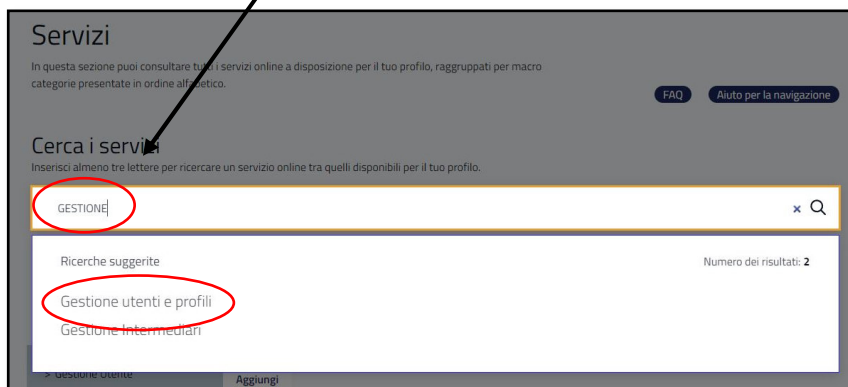 Servizi
In questa sezione puoi consultare tutti i servizi online a disposizione per il tuo profilo, raggruppati per macro
categorie presentate in ordine alfabetico.
FAQ
Aiuto per la navigazione
Cerca i servizi
Inserisci almeno tre lettere per ricercare un servizio online tra quelli disponibili per il tuo profilo.
GESTIONE
Ricerche suggerite
Numero dei risultati: 2
Gestione utenti e profili
Gestione Intermediari
> Gestione Utente
Aggiungi